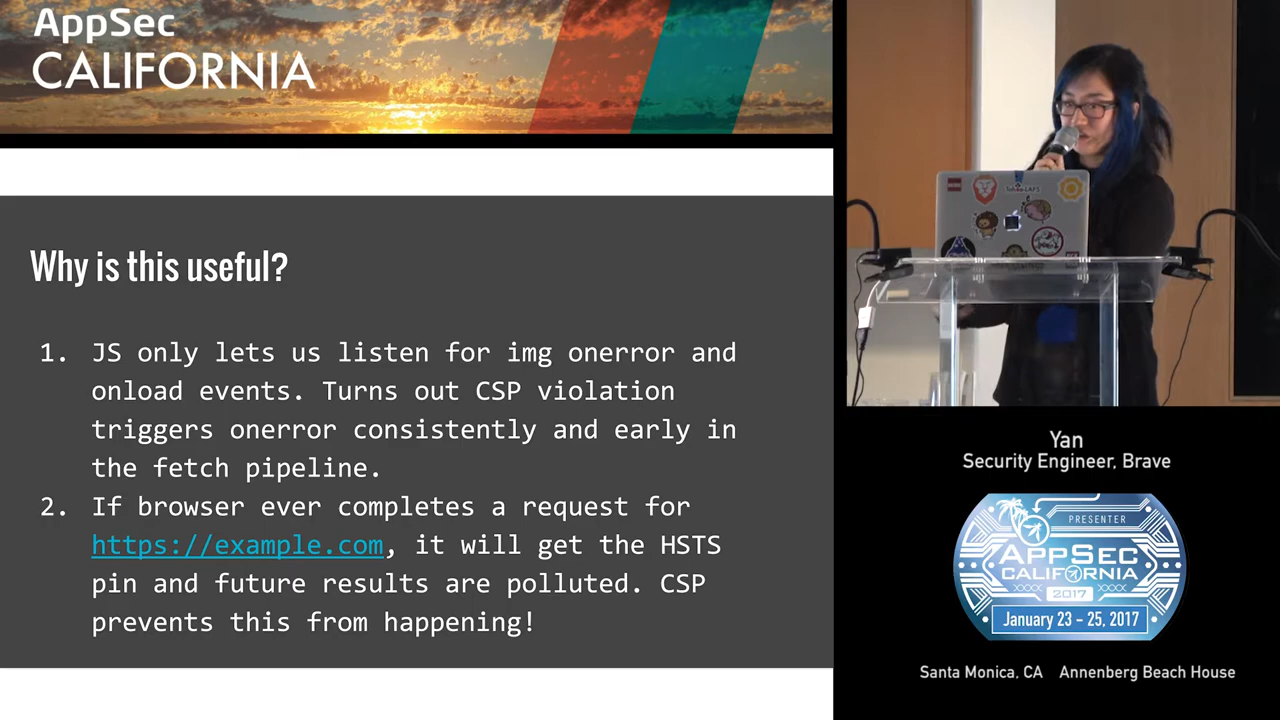 AppSec
CALIFORNIA
Why is this useful?
1. JS only lets us listen for img onerror and
onload events. Turns out CSP violation
triggers onerror consistently and early in
the fetch pipeline.
2. If browser ever completes a request for
https://example.com, it will get the HSTS
pin and future results are polluted. CSP
prevents this from happening!
Yan
Security Engineer, Brave
PRESENTER
APPSEC
CALIFORNIA
2017
January 23 - 25, 2017
Santa Monica, CA Annenberg Beach House